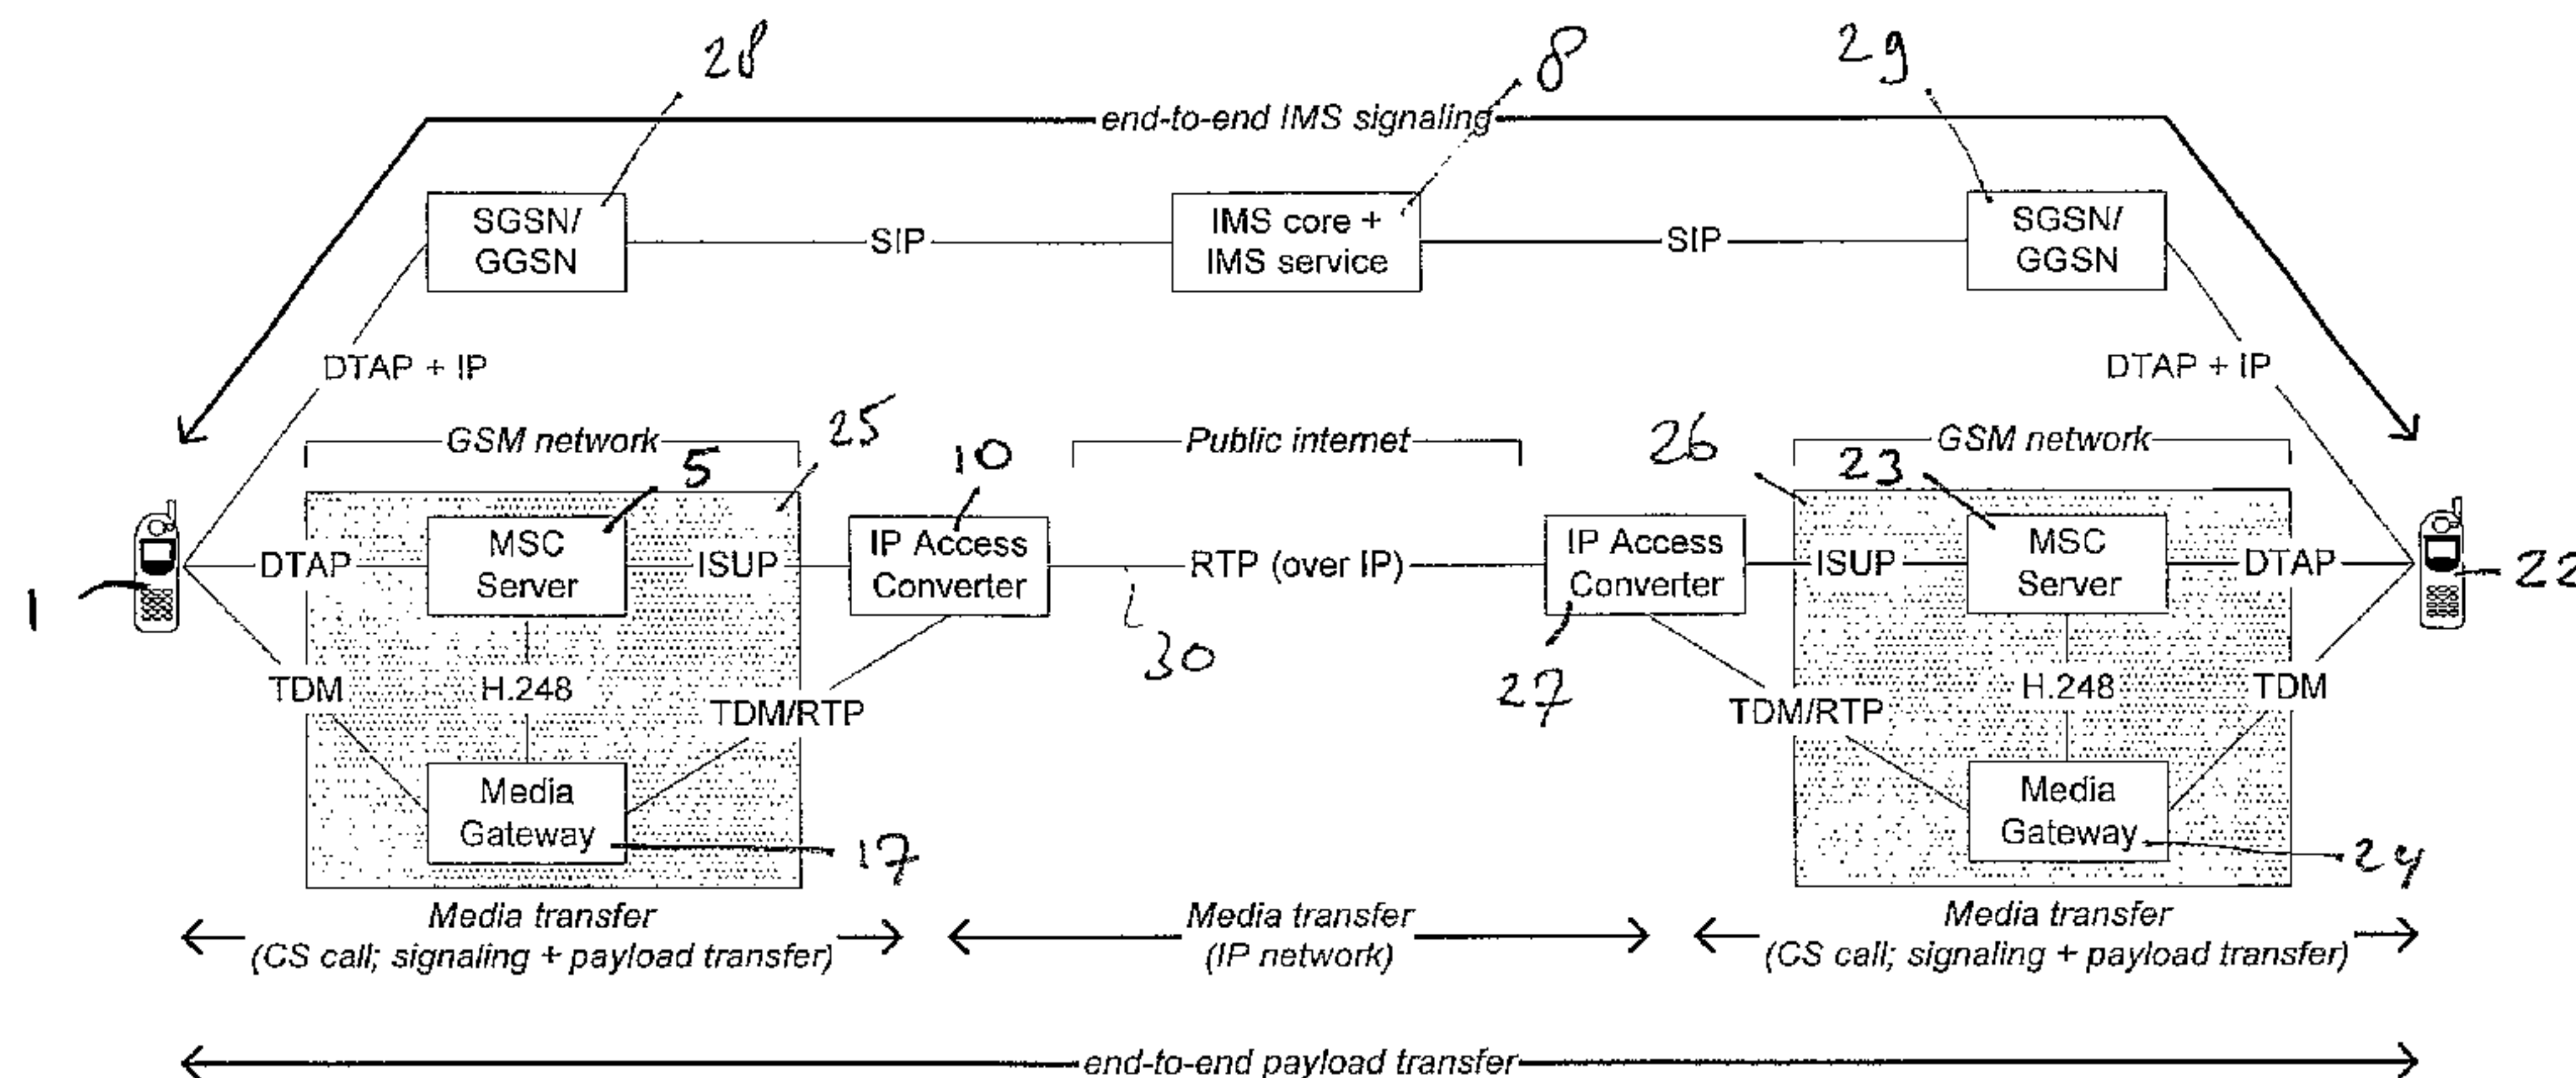 28
8
29
end-to-end IMS signaling
SGSN/
GGSN
SIP
IMS core +
IMS service
SIP
SGSN/
GGSN
DTAP + IP
DTAP + IP
GSM network
25
Public internet
GSM network
5
10
26
23
MSC
Server
IP Access
Converter
IP Access
Converter
MSC
Server
DTAP
ISUP
RTP (over IP)
ISUP
DTAP
1
22
30
27
TDM
H.248
TDM/RTP
TDM/RTP
H.248
TDM
Media
Gateway
17
Media
Gateway
24
Media transfer
(CS call; signaling + payload transfer)
Media transfer
(IP network)
Media transfer
(CS call; signaling + payload transfer)
end-to-end payload transfer